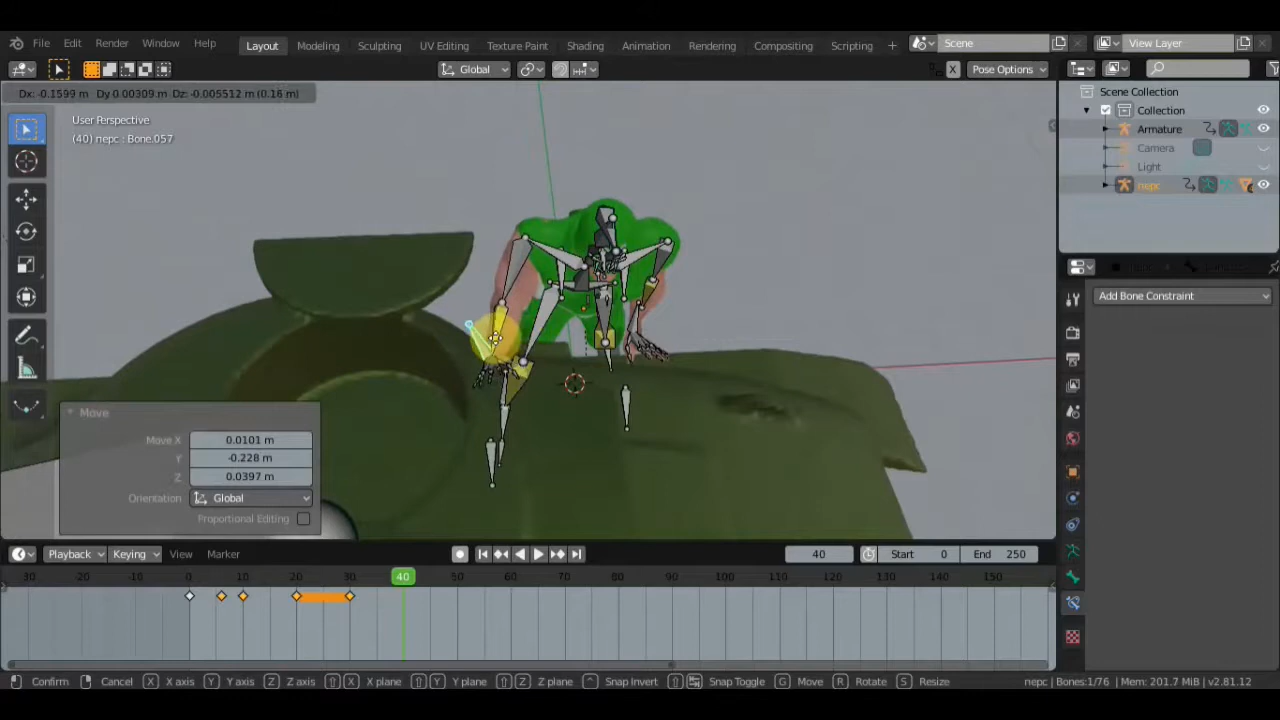 File Edit Render Window Help Layout Modeling Sculpting UV Editing Texture Paint Shading Animation Rendering Compositing Scripting + Scene View Layer
Global X Pose Options
Dx: -0.1599 m Dy 0.00309 m Dz: -0.005512 m (0.16 m)
User Perspective
(40) перс : Bone.057
Scene Collection
Collection
Armature
Camera
Light
перс
Add Bone Constraint
Move
Move X 0.0101 m
Y -0.228 m
Z 0.0397 m
Orientation Global
Proportional Editing
Playback Keying View Marker 40 Start 0 End 250
-30 -20 0 10 20 30 40 50 60 70 80 90 100 110 120 130 140 150
Confirm Cancel X X axis Y Y axis Z Z axis X X plane Y Y plane Z Z plane Snap Invert Snap Toggle G Move R Rotate S Resize перс | Bones:1/76 | Mem: 201.7 MiB | v2.81.12